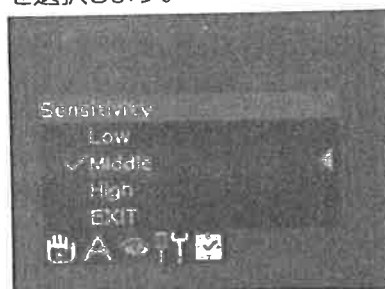 を選択します。
Sensitivity
Low
✓Middle
High
EXIT